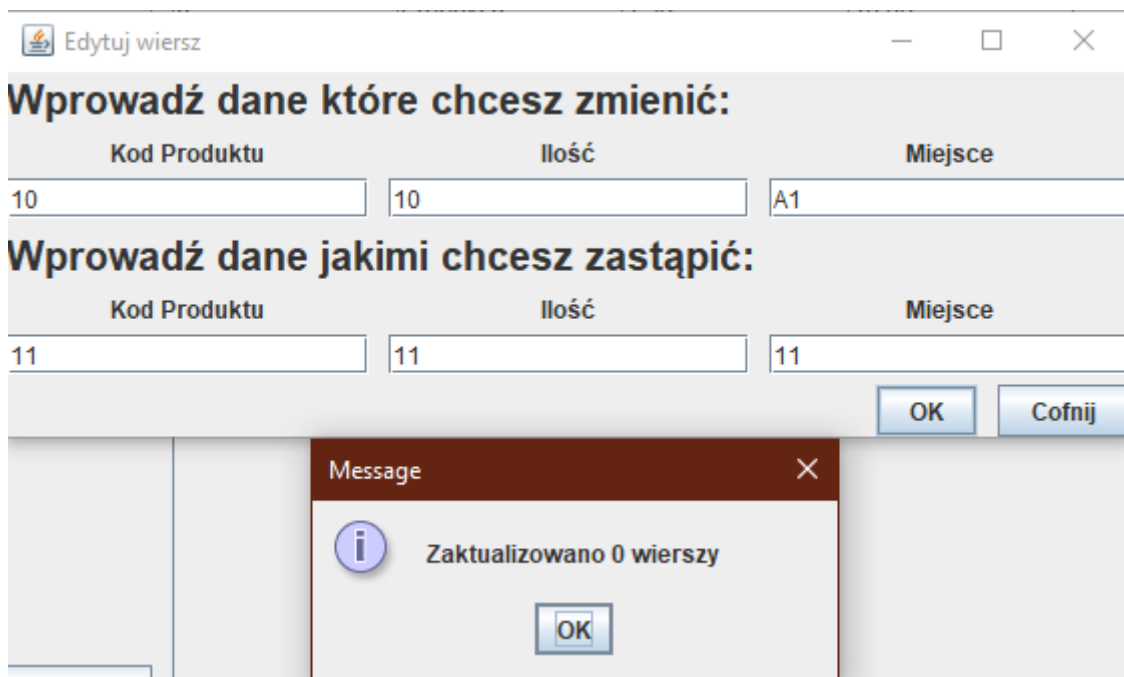 Edytuj wiersz
Wprowadź dane które chcesz zmienić:
Kod Produktu Ilość Miejsce
10 10 A1
Wprowadź dane jakimi chcesz zastąpić:
Kod Produktu Ilość Miejsce
11 11 11
OK Cofnij
Message
Zaktualizowano 0 wierszy
OK